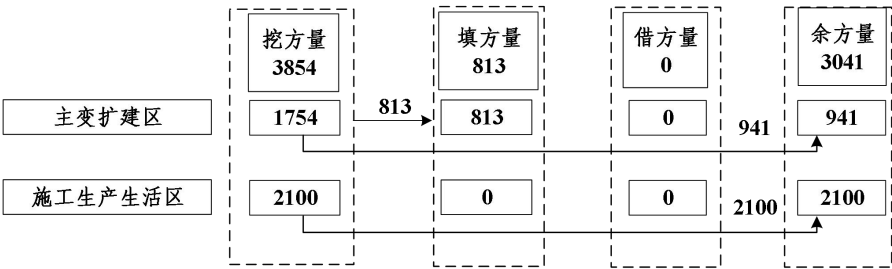 挖方量 填方量 借方量 余方量
3854 813 0 3041
主变扩建区 1754 813 813 0 941 941
施工生产生活区 2100 0 0 2100 2100